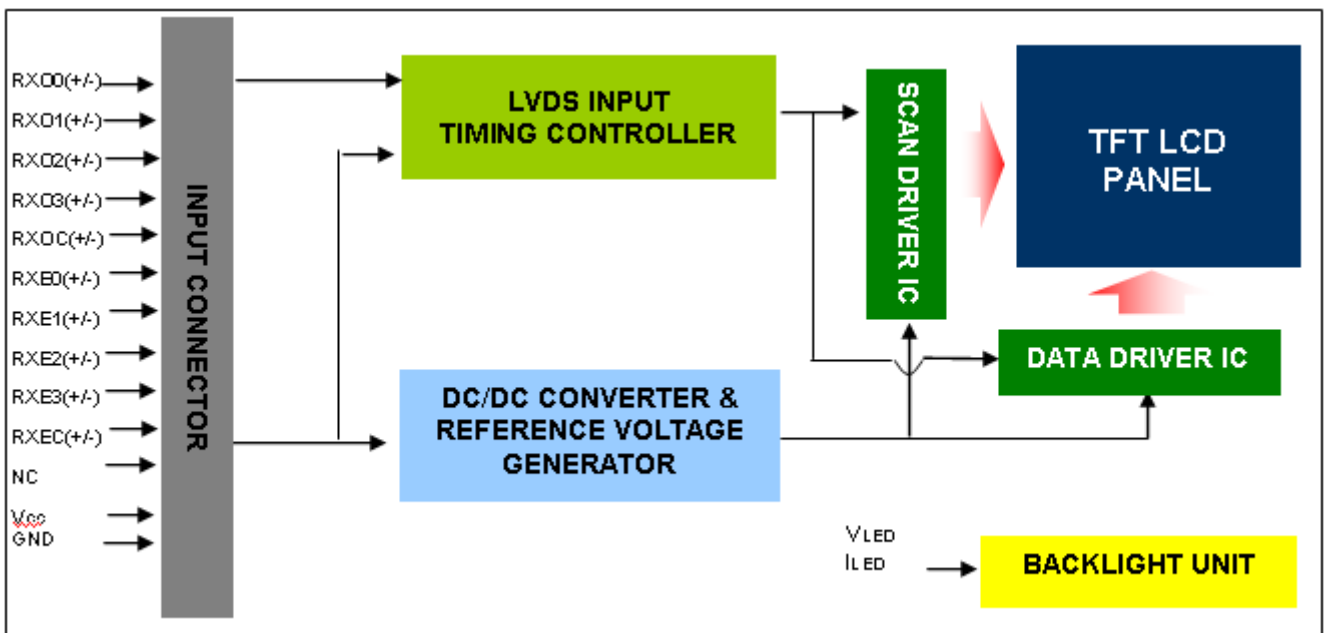 RXO0(+/-)
RXO1(+/-)
RXO2(+/-)
RXO3(+/-)
RXOC(+/-)
RXE0(+/-)
RXE1(+/-)
RXE2(+/-)
RXE3(+/-)
RXEC(+/-)
NC
Vcc
GND
INPUT CONNECTOR
LVDS INPUT
TIMING CONTROLLER
DC/DC CONVERTER &
REFERENCE VOLTAGE
GENERATOR
SCAN DRIVER IC
TFT LCD
PANEL
DATA DRIVER IC
VLED
ILED
BACKLIGHT UNIT